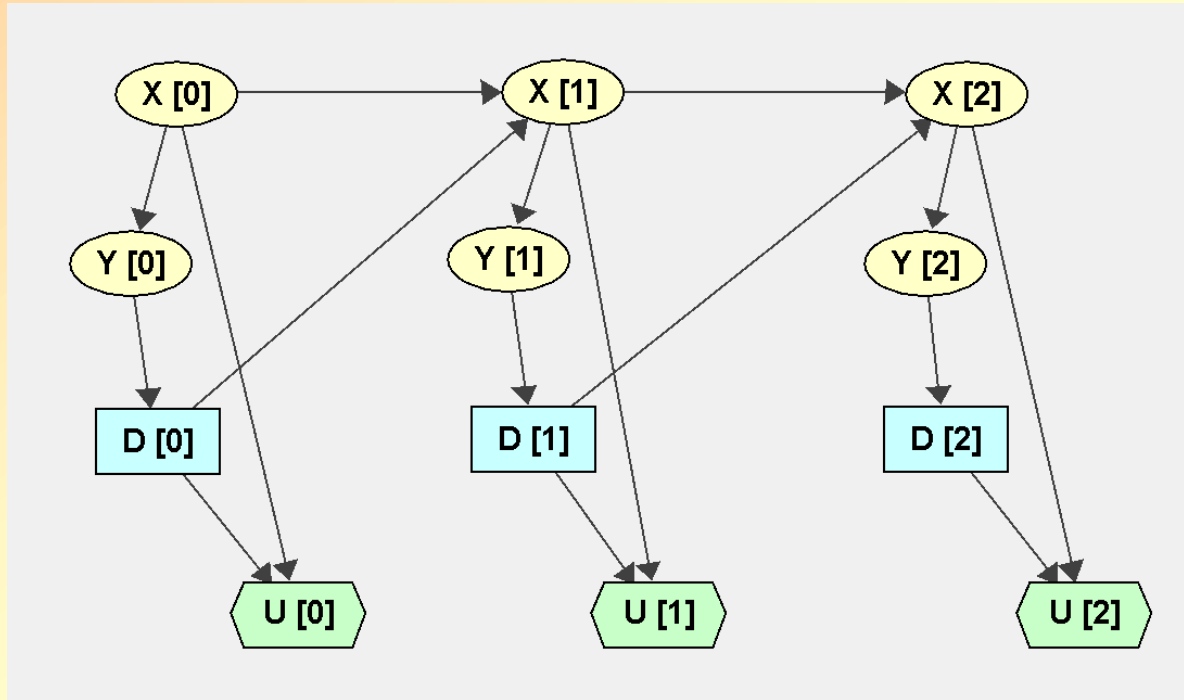 X [0]
X [1]
X [2]
Y [0]
Y [1]
Y [2]
D [0]
D [1]
D [2]
U [0]
U [1]
U [2]